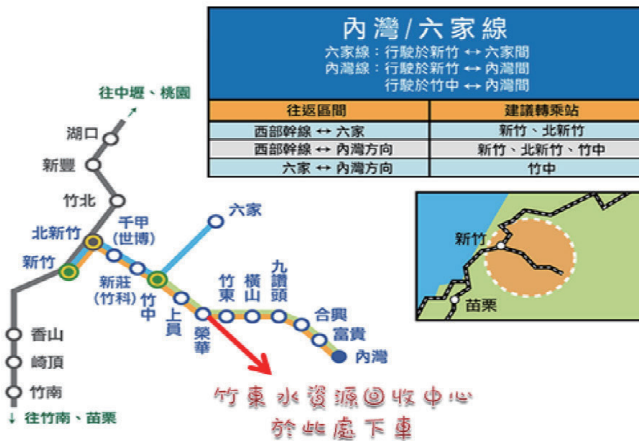 內灣/六家線
六家線：行駛於新竹↔六家間
內灣線：行駛於新竹↔內灣間
行駛於竹中↔內灣間
往返區間 建議轉乘站
西部幹線↔六家 新竹、北新竹
西部幹線↔內灣方向 新竹、北新竹、竹中
六家↔內灣方向 竹中
往中壢、桃園
湖口
新豐
竹北
北新竹
新竹
千甲
(世博)
新莊
(竹科)
竹中
六家
上員
榮華
竹東
橫山
九讚頭
合興
富貴
內灣
香山
崎頂
竹南
↓往竹南、苗栗
新竹
苗栗
竹東水資源回收中心
於此處下車